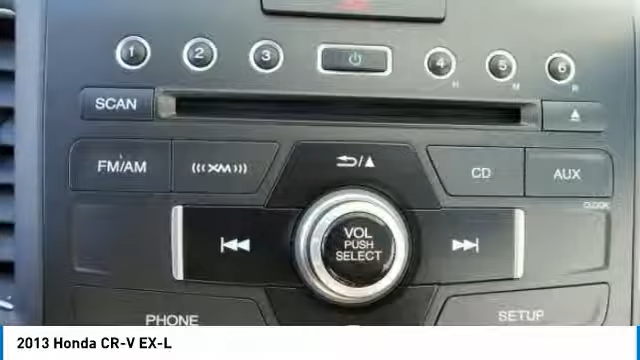 1 2 3 4 5 6
H M R
SCAN
FM/AM (((XM))) CD AUX
CLOCK
VOL
PUSH
SELECT
PHONE SETUP
2013 Honda CR-V EX-L